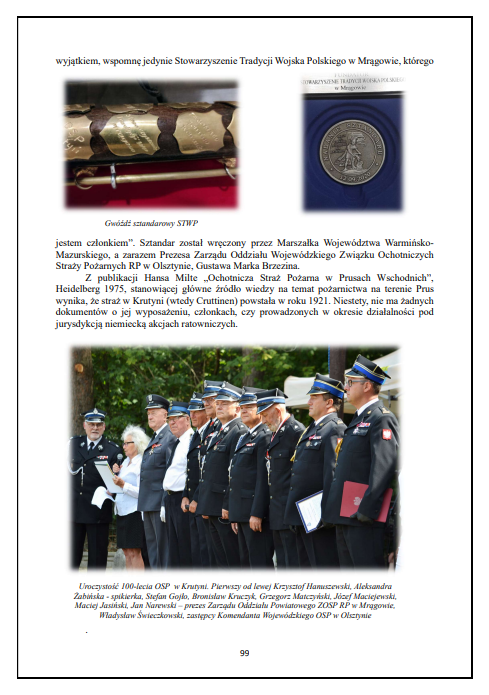 wyjątkiem, wspomnę jedynie Stowarzyszenie Tradycji Wojska Polskiego w Mrągowie, którego
STOWARZYSZENIE TRADYCJI WOJSKA POLSKIEGO
w Mrągowie
Gwóźdź sztandarowy STWP
jestem członkiem”. Sztandar został wręczony przez Marszałka Województwa Warmińsko-
Mazurskiego, a zarazem Prezesa Zarządu Oddziału Wojewódzkiego Związku Ochotniczych
Straży Pożarnych RP w Olsztynie, Gustawa Marka Brzezina.
Z publikacji Hansa Milte „Ochotnicza Straż Pożarna w Prusach Wschodnich”,
Heidelberg 1975, stanowiącej główne źródło wiedzy na temat pożarnictwa na terenie Prus
wynika, że straż w Krutyni (wtedy Cruttinen) powstała w roku 1921. Niestety, nie ma żadnych
dokumentów o jej wyposażeniu, członkach, czy prowadzonych w okresie działalności pod
jurysdykcją niemiecką akcjach ratowniczych.
Uroczystość 100-lecia OSP w Krutyni. Pierwszy od lewej Krzysztof Hanuszewski, Aleksandra
Żabińska - spikierka, Stefan Gojło, Bronisław Kruczyk, Grzegorz Matczyński, Józef Maciejewski,
Maciej Jasiński, Jan Narewski – prezes Zarządu Oddziału Powiatowego ZOSP RP w Mrągowie,
Władysław Świeczkowski, zastępcy Komendanta Wojewódzkiego OSP w Olsztynie
.
99